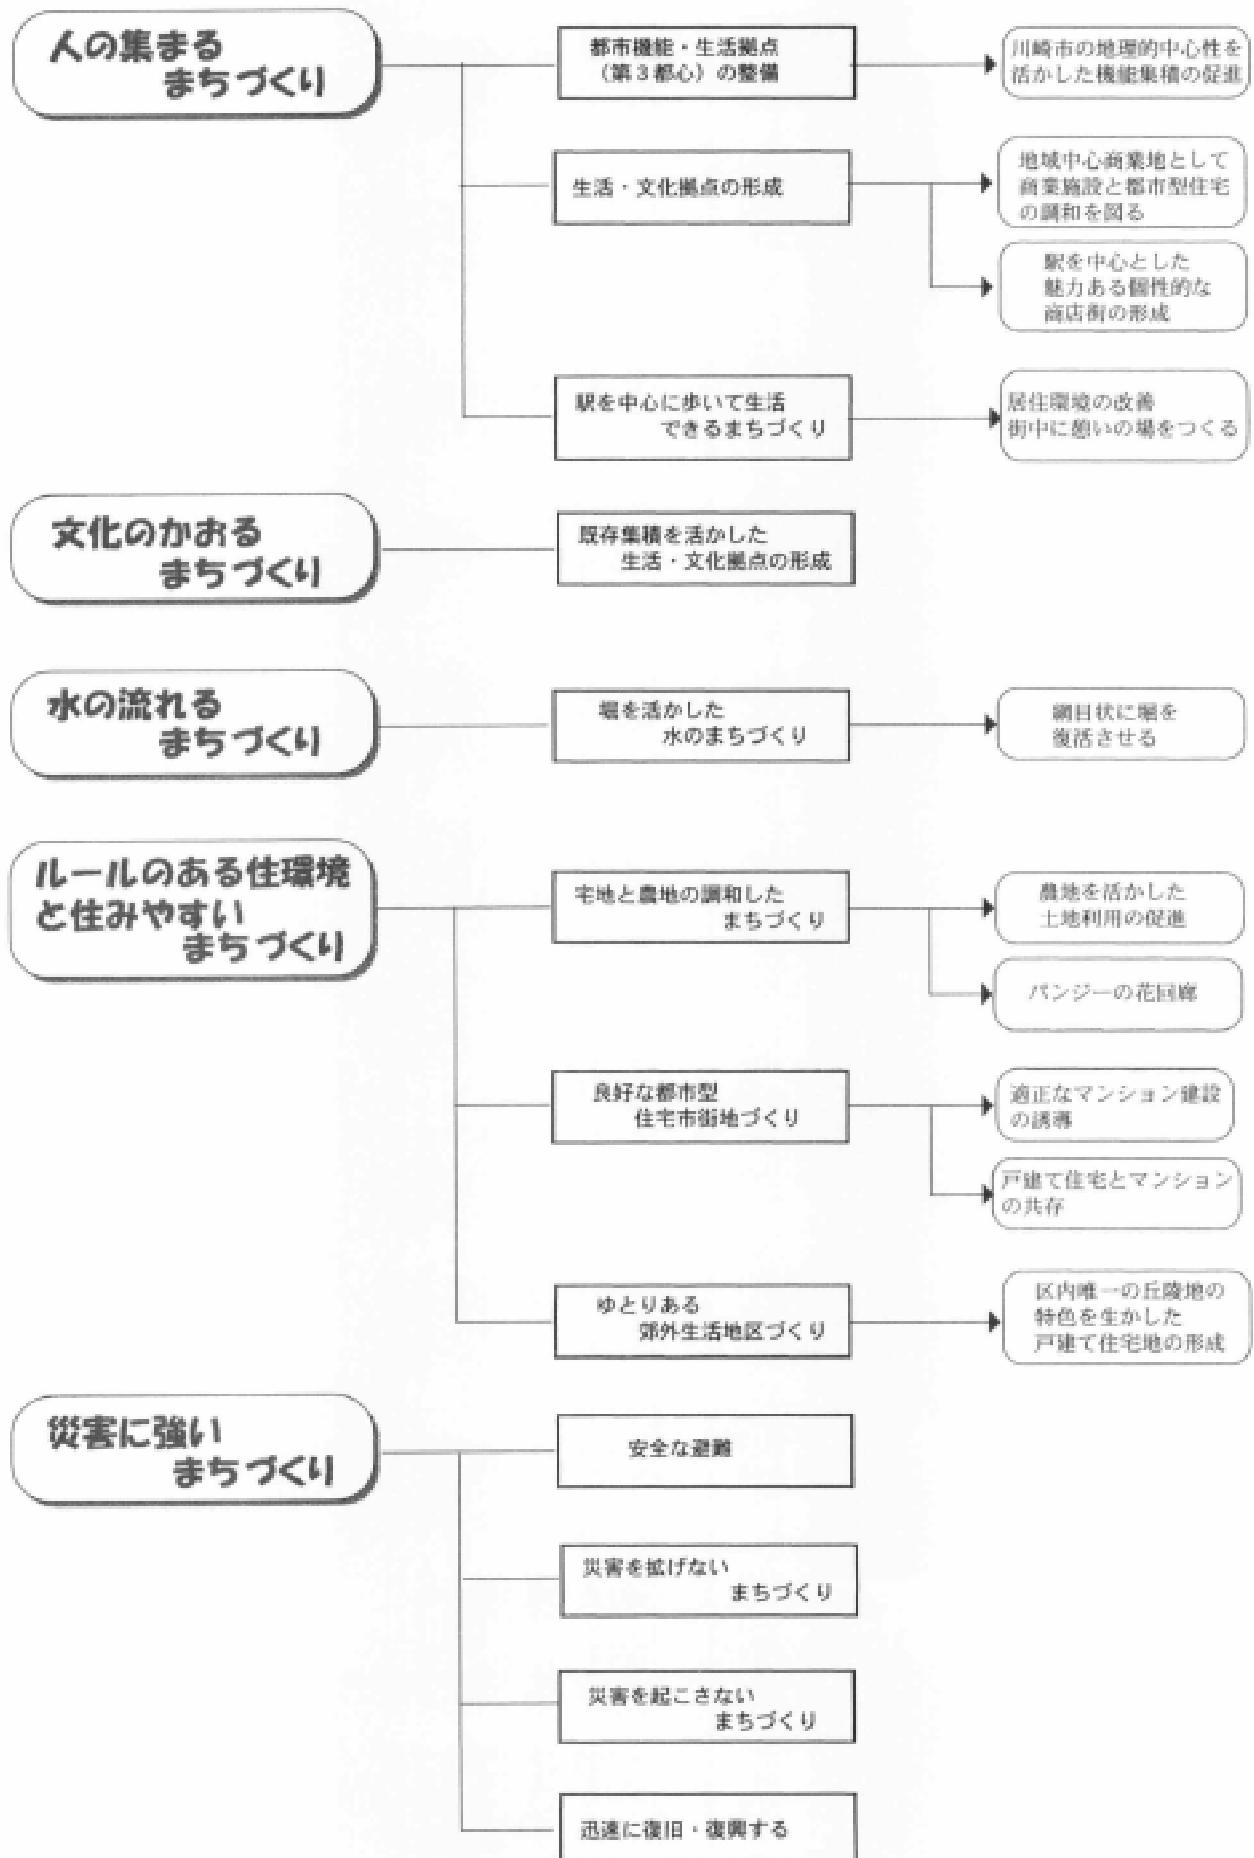 人の集まる
まちづくり
都市機能・生活拠点
(第3都心)の整備
川崎市の地理的中心性を
活かした機能集積の促進
生活・文化拠点の形成
地域中心商業地として
商業施設と都市型住宅
の調和を図る
駅を中心とした
魅力ある個性的な
商店街の形成
駅を中心に歩いて生活
できるまちづくり
居住環境の改善
街中に憩いの場をつくる
文化のかおる
まちづくり
既存集積を活かした
生活・文化拠点の形成
水の流れる
まちづくり
堀を活かした
水のまちづくり
網目状に堀を
復活させる
ルールのある住環境
と住みやすい
まちづくり
宅地と農地の調和した
まちづくり
農地を活かした
土地利用の促進
パンジーの花回廊
良好な都市型
住宅市街地づくり
適正なマンション建設
の誘導
戸建て住宅とマンション
の共存
ゆとりある
郊外生活地区づくり
区内唯一の丘陵地の
特色を生かした
戸建て住宅地の形成
災害に強い
まちづくり
安全な避難
災害を拡げない
まちづくり
災害を起こさない
まちづくり
迅速に復旧・復興する